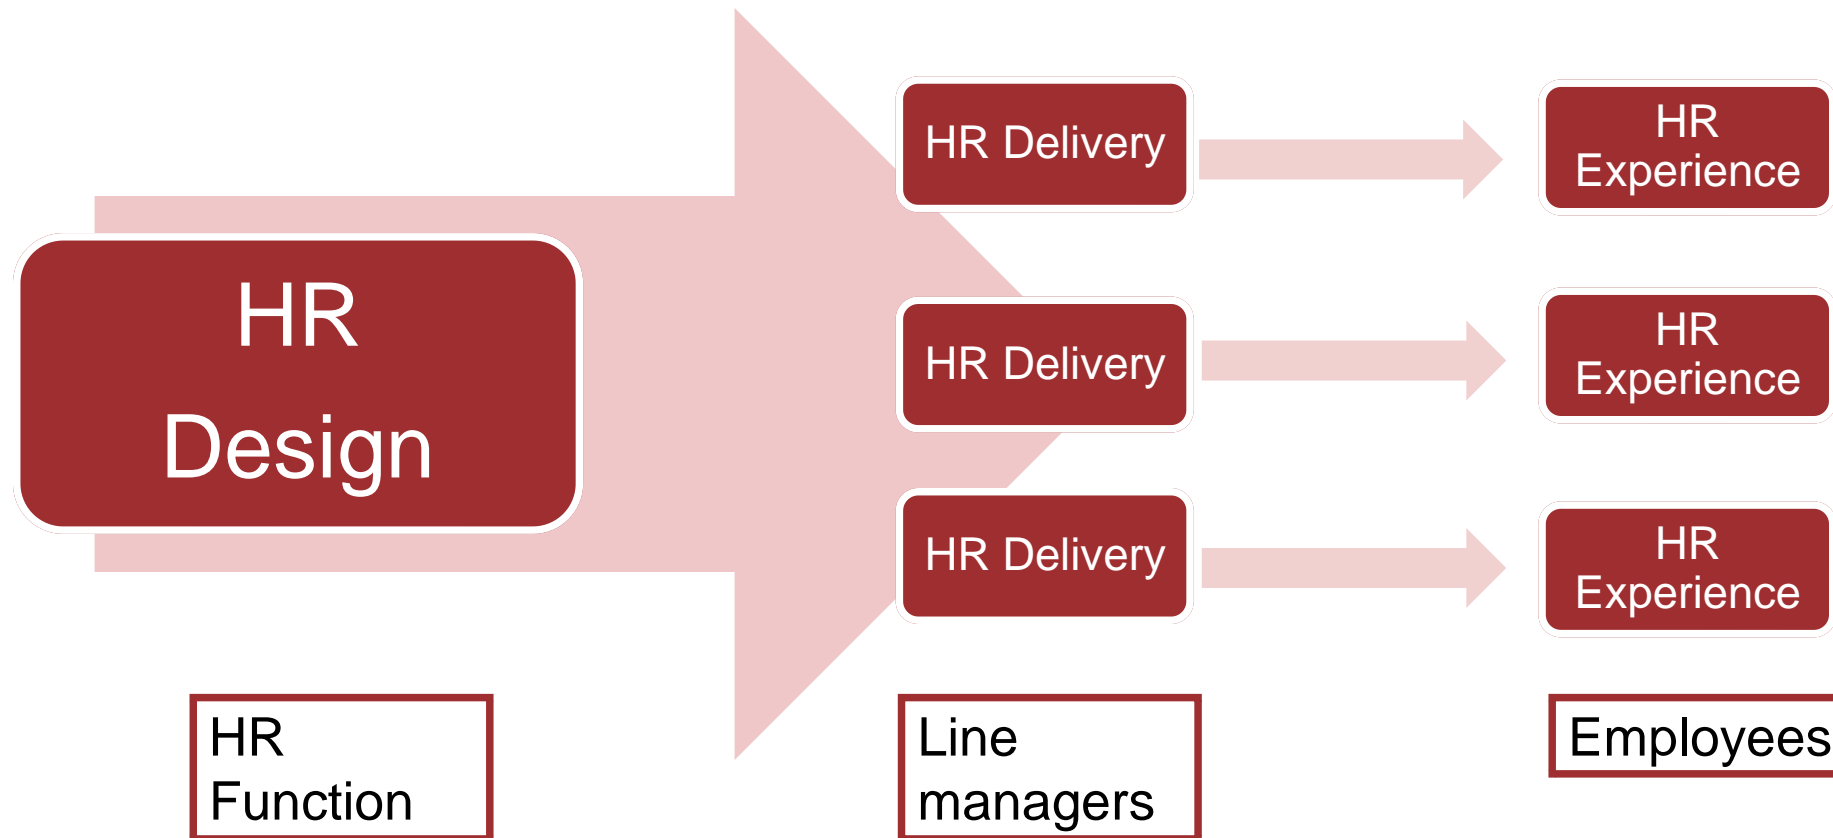 HR
Design
HR Delivery
HR
Experience
HR Delivery
HR
Experience
HR Delivery
HR
Experience
HR
Function
Line
managers
Employees